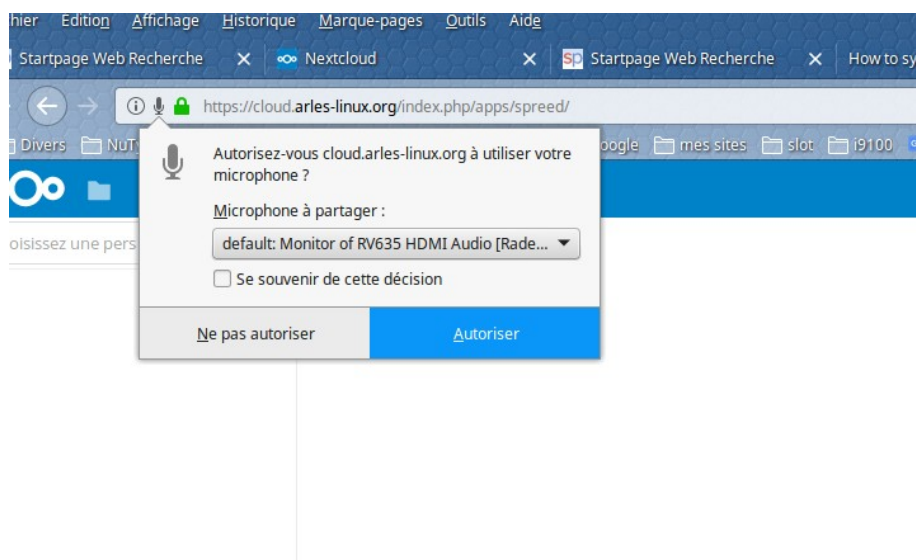 hier Edition Affichage Historique Marque-pages Outils Aide
Startpage Web Recherche Nextcloud Startpage Web Recherche How to sy
https://cloud.arles-linux.org/index.php/apps/spreed/
Divers NuT oogle mes sites slot i9100
Autorisez-vous cloud.arles-linux.org à utiliser votre
microphone ?
Microphone à partager :
oisissez une pers
default: Monitor of RV635 HDMI Audio [Rade...
Se souvenir de cette décision
Ne pas autoriser Autoriser